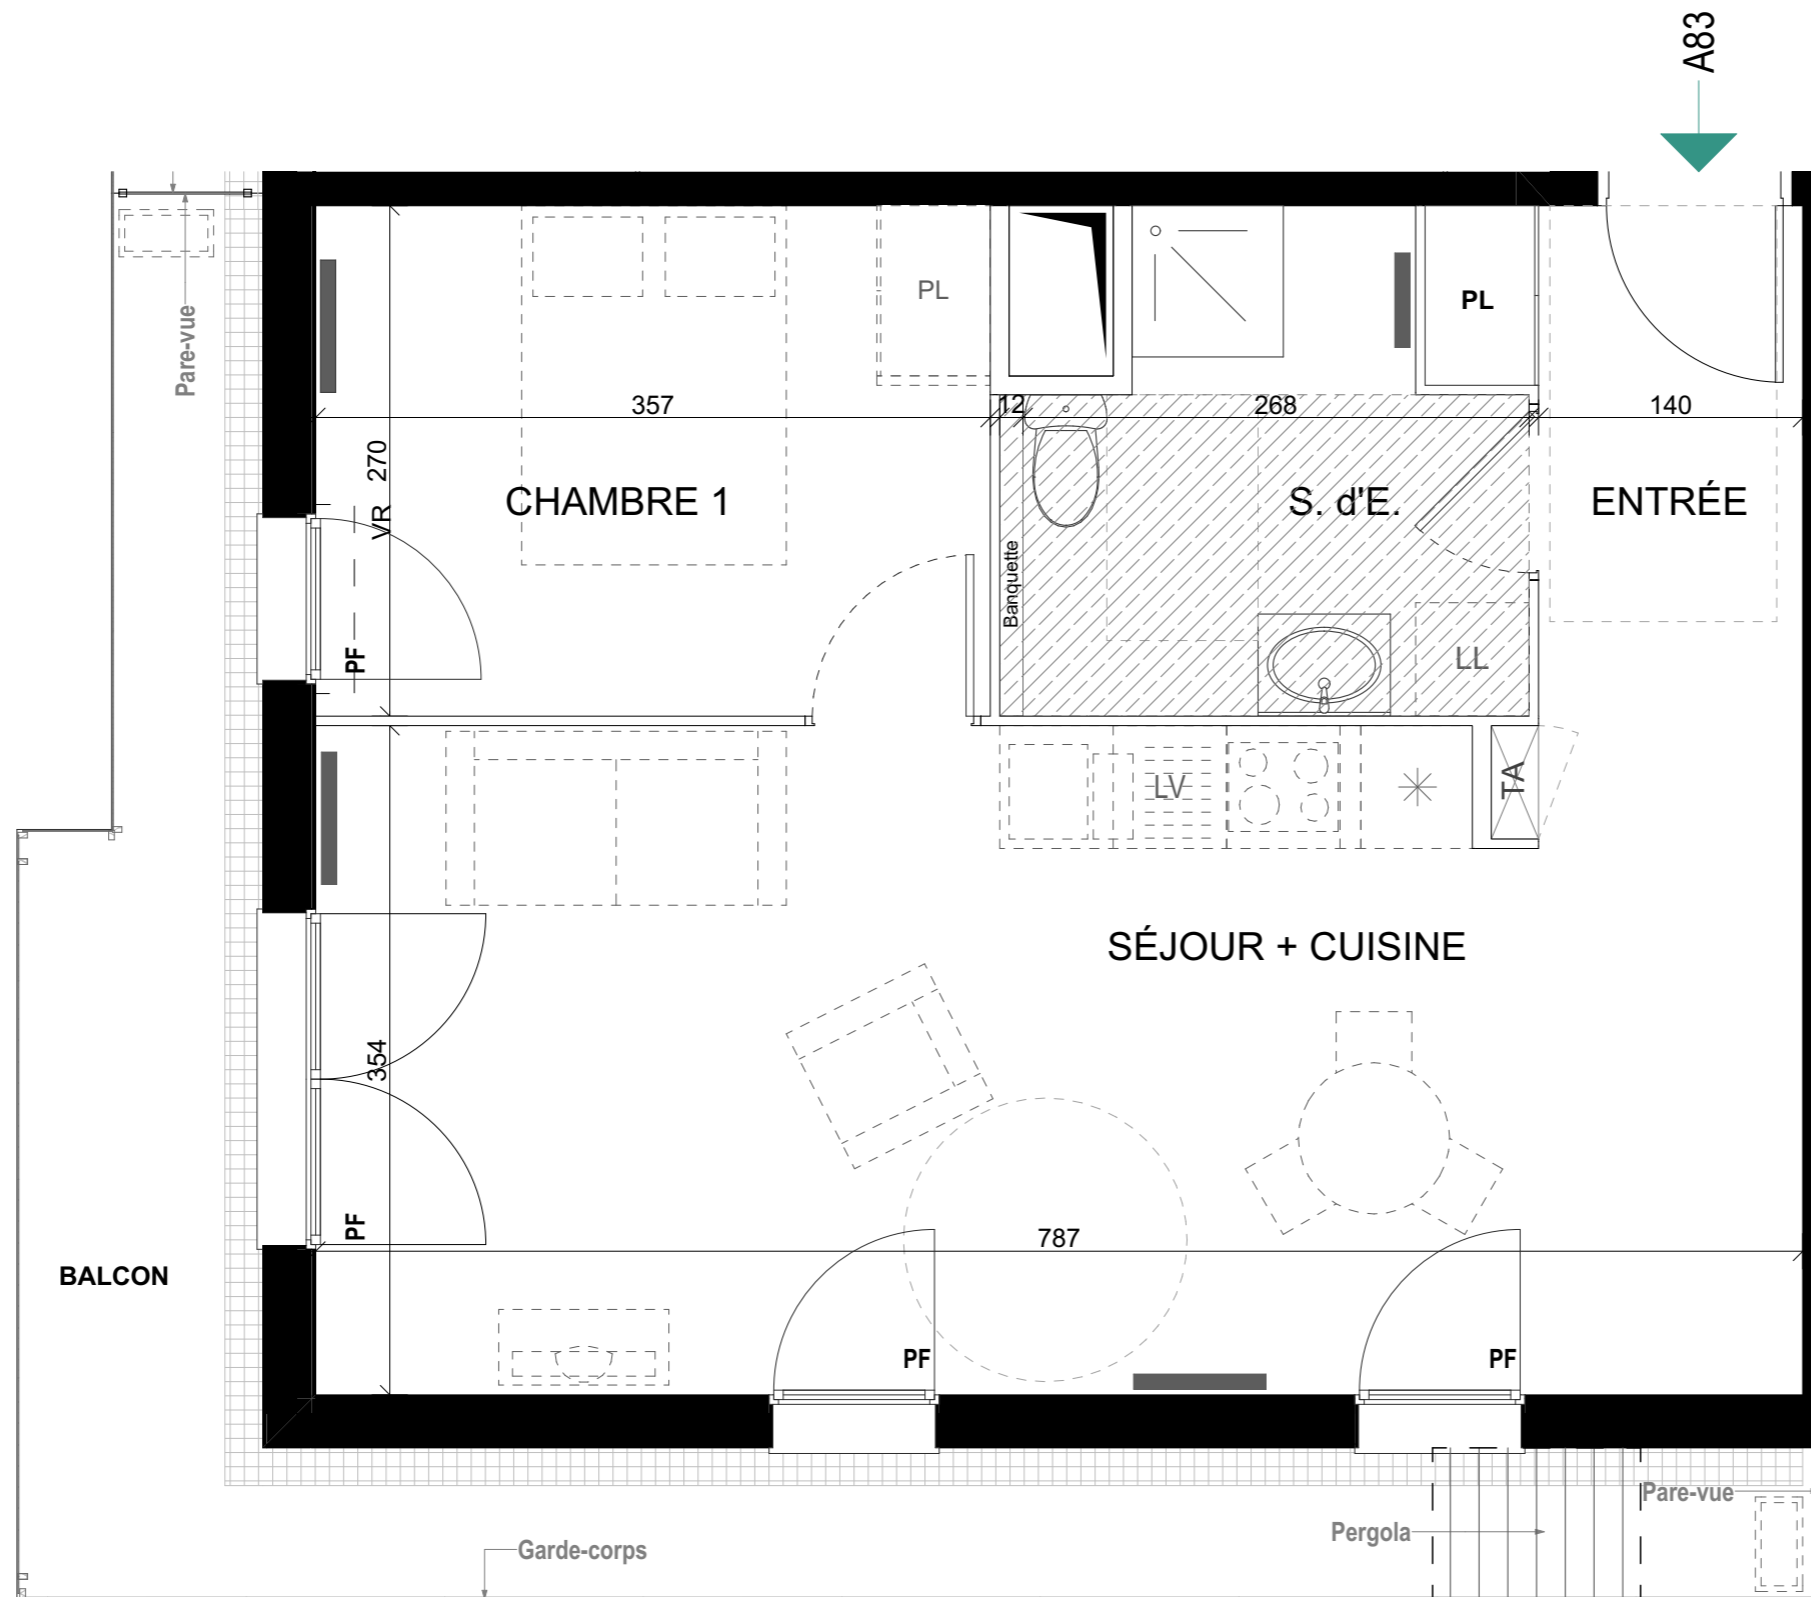 A83
Pare-vue
PL
PL
357
12
268
140
270
VR
CHAMBRE 1
S. d'E.
ENTRÉE
Banquette
PF
LL
LV
TA
SÉJOUR + CUISINE
354
PF
787
BALCON
PF
PF
Pare-vue
Pergola
Garde-corps